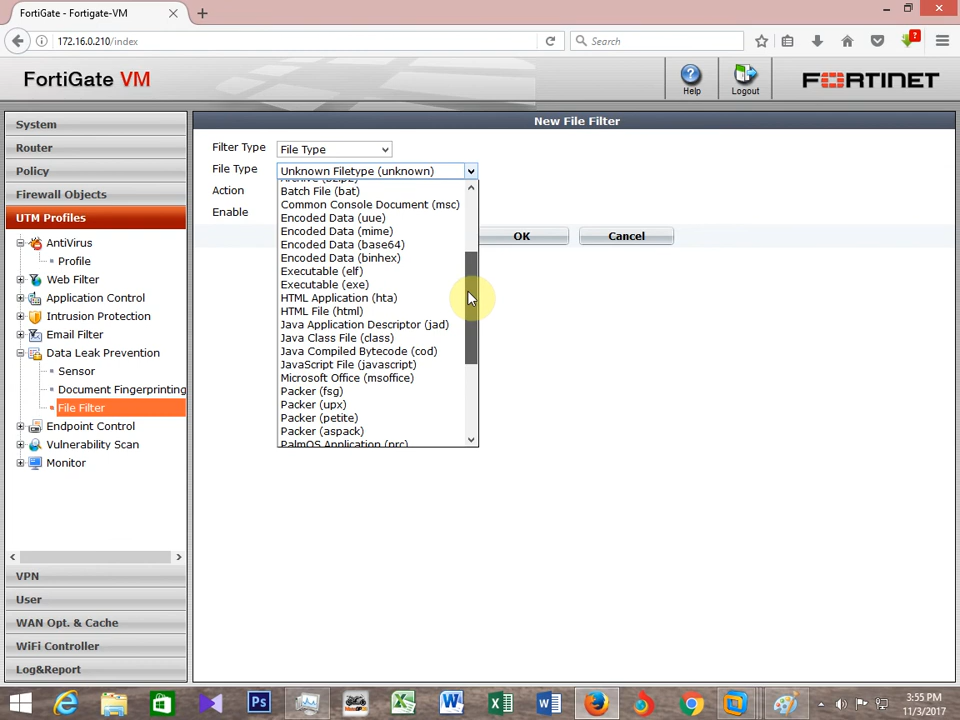 FortiGate - Fortigate-VM
172.16.0.210/index
Search
?
FortiGate VM
Help
Logout
FORTINET
System
Router
Policy
Firewall Objects
UTM Profiles
AntiVirus
Profile
Web Filter
Application Control
Intrusion Protection
Email Filter
Data Leak Prevention
Sensor
Document Fingerprinting
File Filter
Endpoint Control
Vulnerability Scan
Monitor
VPN
User
WAN Opt. & Cache
WiFi Controller
Log&Report
New File Filter
Filter Type File Type
File Type Unknown Filetype (unknown)
Action
Enable
Archive (bzip2)
Batch File (bat)
Common Console Document (msc)
Encoded Data (uue)
Encoded Data (mime)
Encoded Data (base64)
Encoded Data (binhex)
Executable (elf)
Executable (exe)
HTML Application (hta)
HTML File (html)
Java Application Descriptor (jad)
Java Class File (class)
Java Compiled Bytecode (cod)
JavaScript File (javascript)
Microsoft Office (msoffice)
Packer (fsg)
Packer (upx)
Packer (petite)
Packer (aspack)
PalmOS Application (prc)
OK Cancel
3:55 PM
11/3/2017